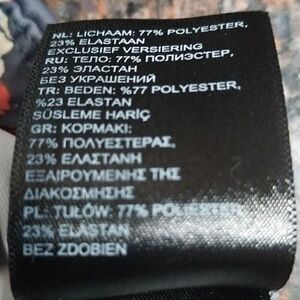 NL: LICHAAM: 77% POLYESTER,
23% ELASTAAN
EXCLUSIEF VERSIERING
RU: ТЕЛО: 77% ПОЛИЭСТЕР,
23% ЭЛАСТАН
БЕЗ УКРАШЕНИЙ
TR: BEDEN: %77 POLYESTER,
%23 ELASTAN
SÜSLEME HARİÇ
GR: ΚΟΡΜΑΚΙ:
77% ΠΟΛΥΕΣΤΕΡΑΣ,
23% ΕΛΑΣΤΑΝΗ
ΕΞΑΙΡΟΥΜΕΝΗΣ ΤΗΣ
ΔΙΑΚΟΣΜΗΣΗΣ
PL: TUŁÓW: 77% POLIESTER,
23% ELASTAN
BEZ ZDOBIEŃ